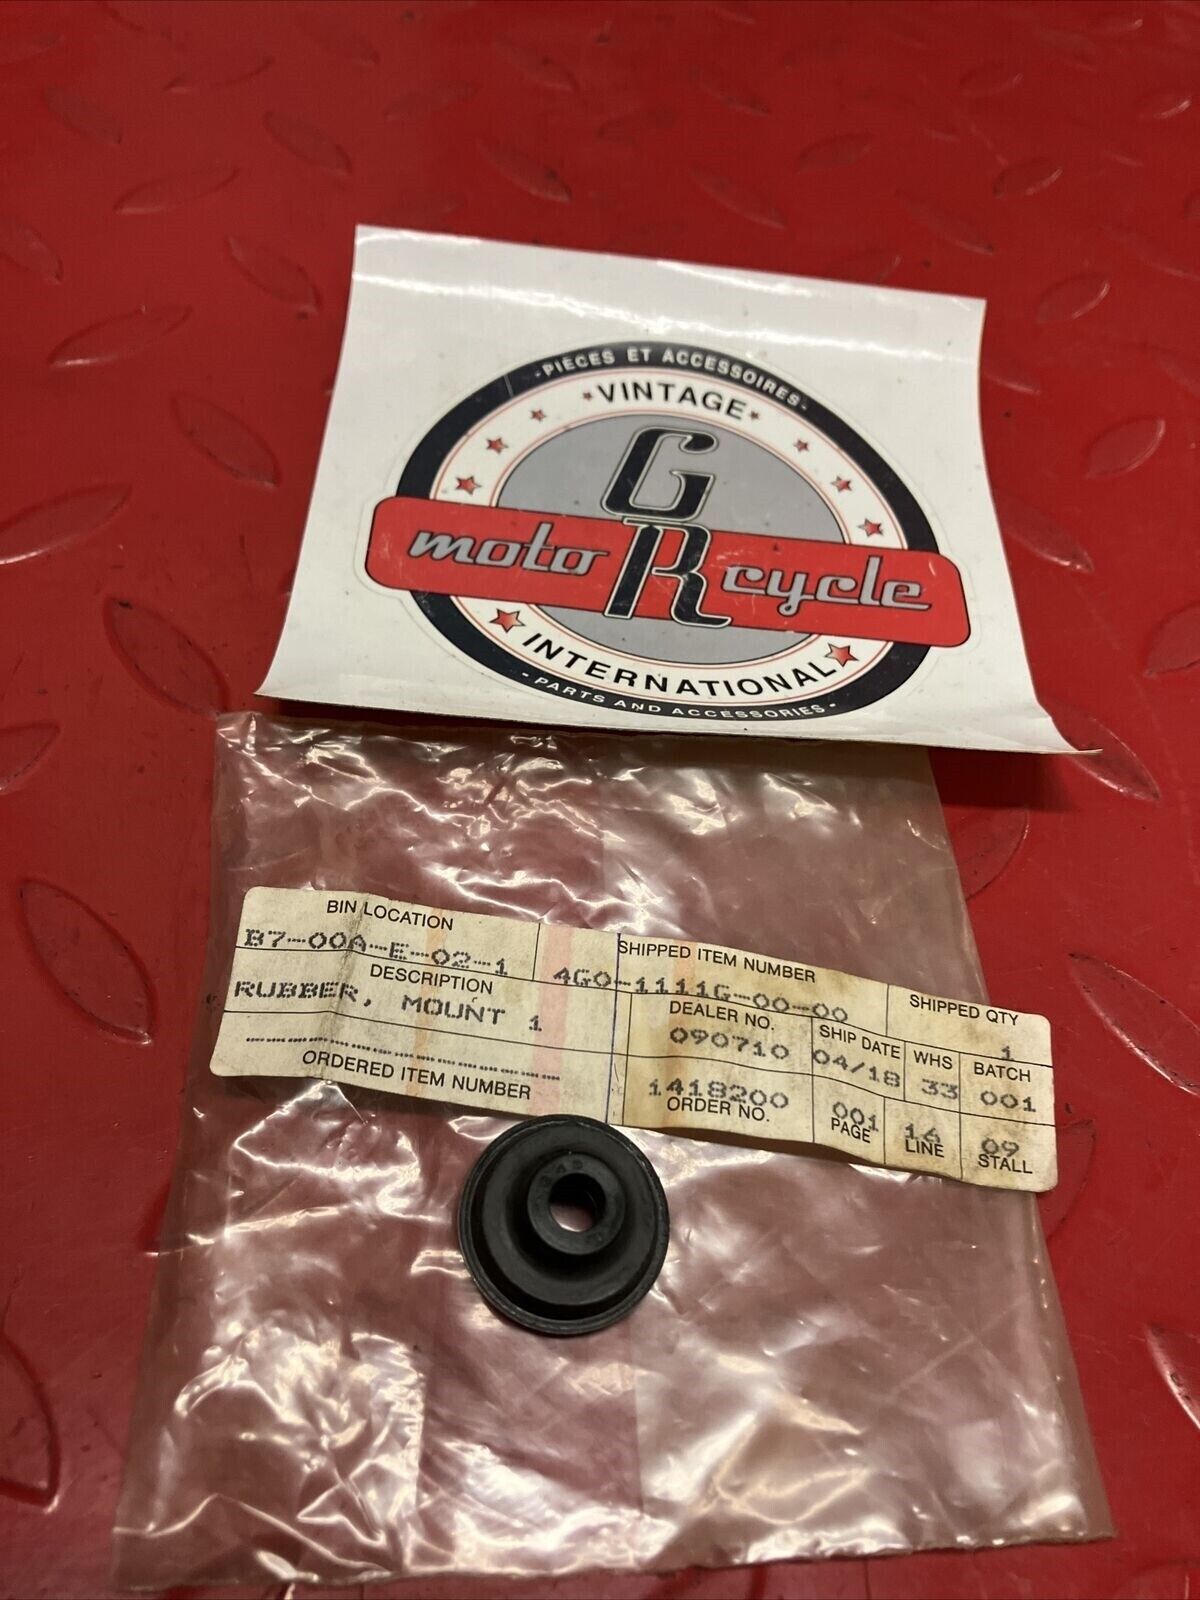 ·PIÈCES ET ACCESSOIRES·
VINTAGE
GR
moto cycle
INTERNATIONAL
· PARTS AND ACCESSORIES ·
BIN LOCATION
B7-00A-E-02-1
SHIPPED ITEM NUMBER
4G0-1111G-00-00
SHIPPED QTY
1
DESCRIPTION
RUBBER, MOUNT 1
DEALER NO.
090710
SHIP DATE
04/18
WHS
33
BATCH
001
ORDERED ITEM NUMBER
1418200
ORDER NO.
001
PAGE
16
LINE
09
STALL